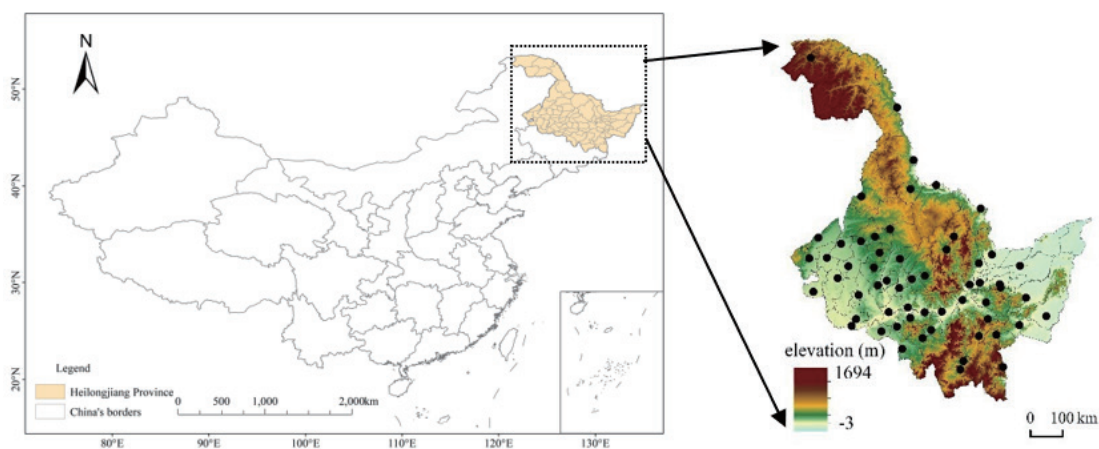 N
50°N
40°N
30°N
20°N
Legend
Heilongjiang Province
China's borders
0 500 1,000 2,000km
80°E 90°E 100°E 110°E 120°E 130°E
elevation (m)
1694
-3
0 100 km